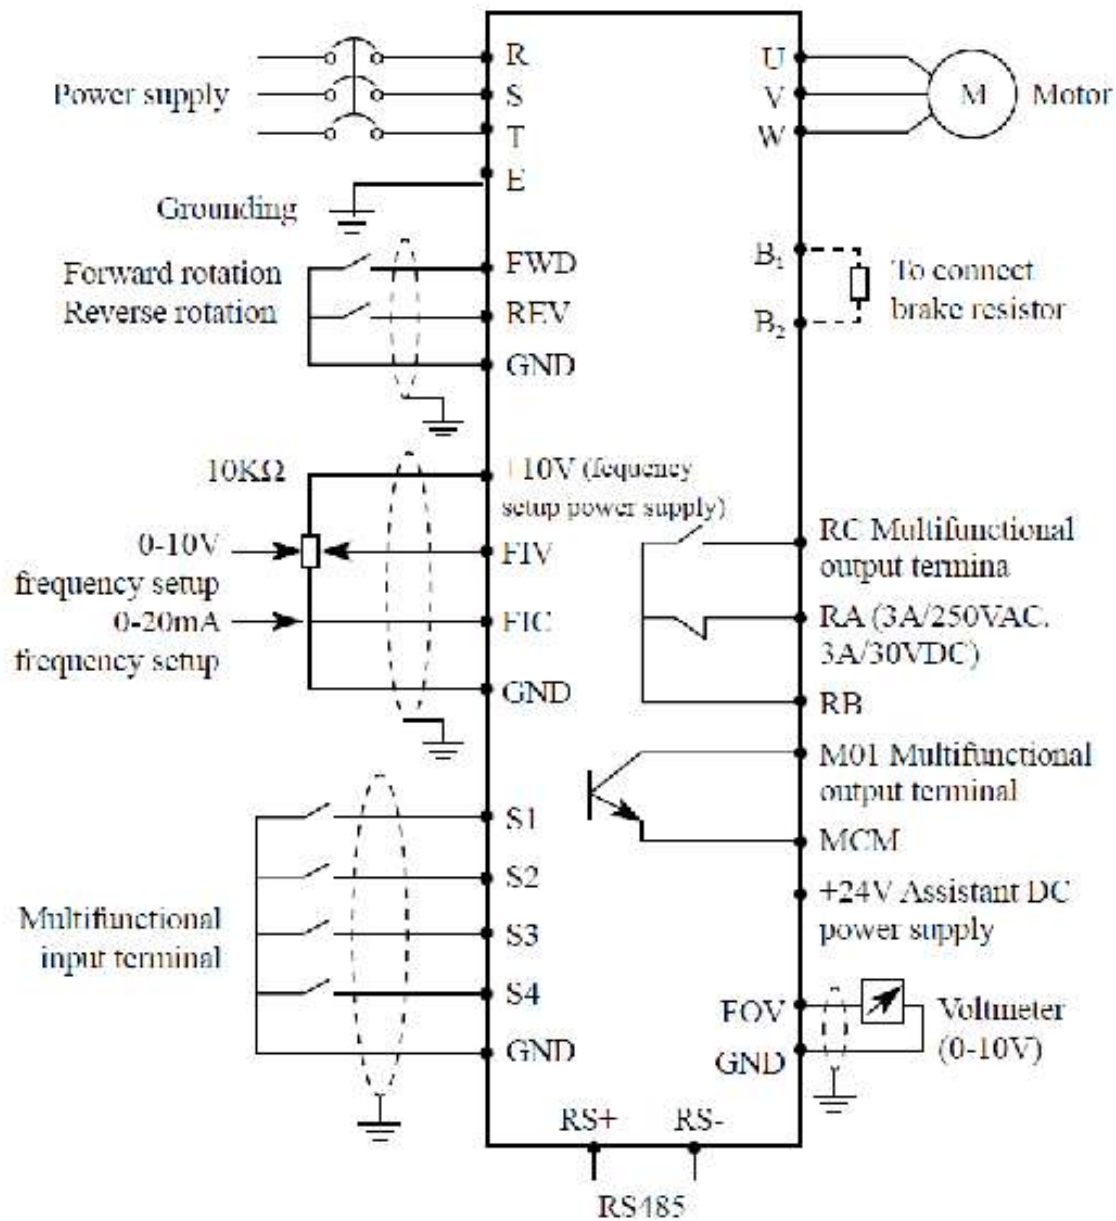 Power supply
R
S
T
E
Grounding
Forward rotation
Reverse rotation
FWD
REV
GND
10KΩ
+10V (fequency
setup power supply)
0-10V
frequency setup
0-20mA
frequency setup
FIV
FIC
GND
Multifunctional
input terminal
S1
S2
S3
S4
GND
U
V
W
M
Motor
B1
B2
To connect
brake resistor
RC Multifunctional
output termina
RA (3A/250VAC.
3A/30VDC)
RB
M01 Multifunctional
output terminal
MCM
+24V Assistant DC
power supply
FOV
GND
Voltmeter
(0-10V)
RS+
RS-
RS485